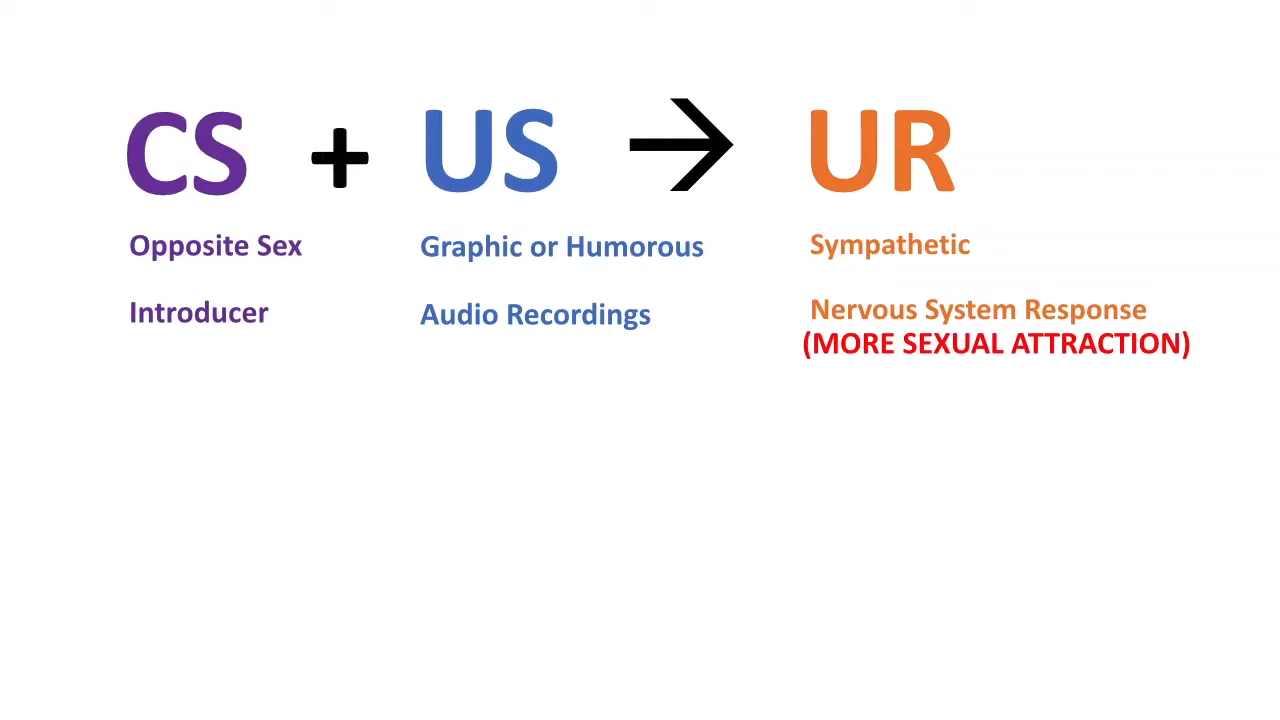 CS + US → UR
Opposite Sex
Introducer
Graphic or Humorous
Audio Recordings
Sympathetic
Nervous System Response
(MORE SEXUAL ATTRACTION)